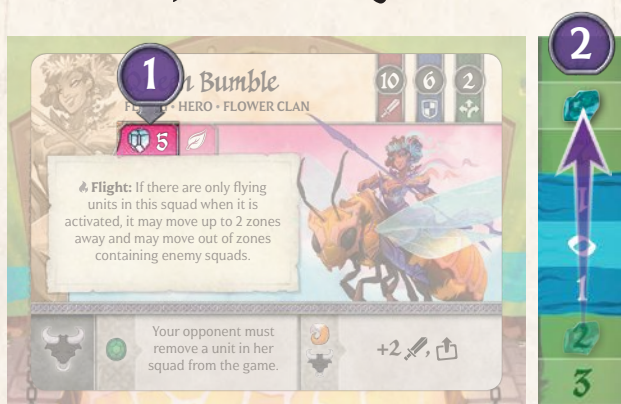 1
Bumble
HERO • FLOWER CLAN
10 6 2
5
Flight: If there are only flying
units in this squad when it is
activated, it may move up to 2 zones
away and may move out of zones
containing enemy squads.
Your opponent must
remove a unit in her
squad from the game.
+2 ,
2
1
1
2
3